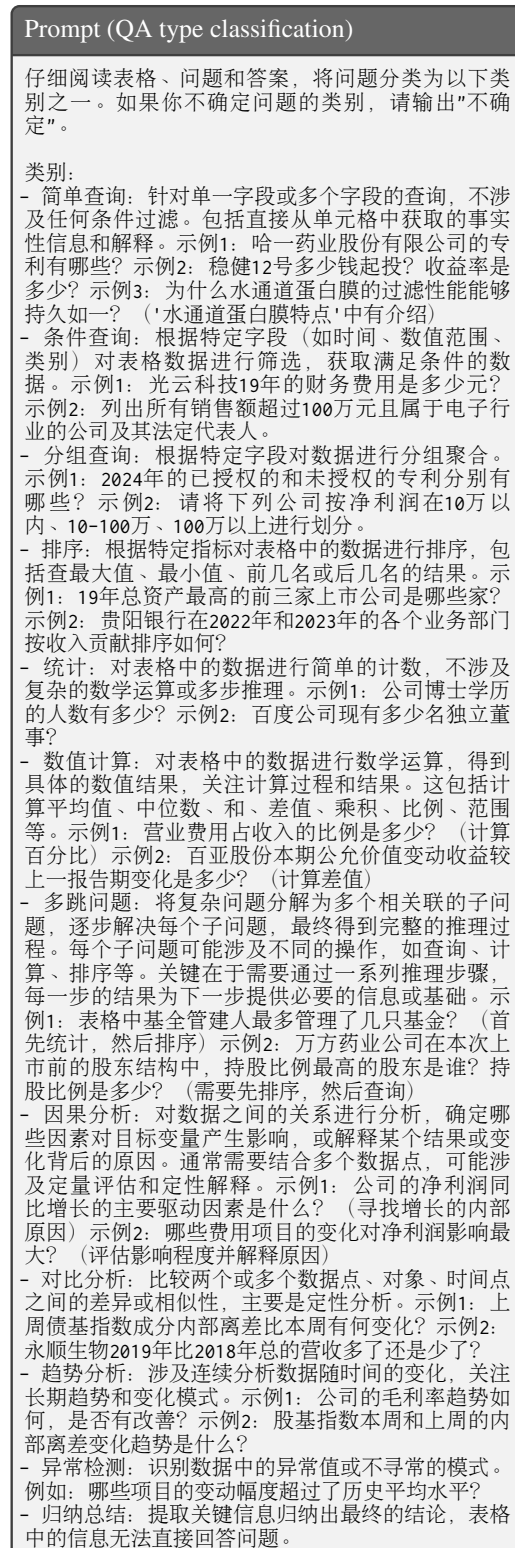 Prompt (QA type classification)
仔细阅读表格、问题和答案，将问题分类为以下类
别之一。如果你不确定问题的类别，请输出"不确
定"。
类别：
- 简单查询：针对单一字段或多个字段的查询，不涉
及任何条件过滤。包括直接从单元格中获取的事实
性信息和解释。示例1：哈一药业股份有限公司的专
利有哪些？示例2：稳健12号多少钱起投？收益率是
多少？示例3：为什么水通道蛋白膜的过滤性能能够
持久如一？（'水通道蛋白膜特点'中有介绍）
- 条件查询：根据特定字段（如时间、数值范围、
类别）对表格数据进行筛选，获取满足条件的数
据。示例1：光云科技19年的财务费用是多少元？
示例2：列出所有销售额超过100万元且属于电子行
业的公司及其法定代表人。
- 分组查询：根据特定字段对数据进行分组聚合。
示例1：2024年的已授权的和未授权的专利分别有
哪些？示例2：请将下列公司按净利润在10万以
内、10-100万、100万以上进行划分。
- 排序：根据特定指标对表格中的数据进行排序，包
括查最大值、最小值、前几名或后几名的结果。示
例1：19年总资产最高的前三家上市公司是哪些家？
示例2：贵阳银行在2022年和2023年的各个业务部门
按收入贡献排序如何？
- 统计：对表格中的数据进行简单的计数，不涉及
复杂的数学运算或多步推理。示例1：公司博士学历
的人数有多少？示例2：百度公司现有多少名独立董
事？
- 数值计算：对表格中的数据进行数学运算，得到
具体的数值结果，关注计算过程和结果。这包括计
算平均值、中位数、和、差值、乘积、比例、范围
等。示例1：营业费用占收入的比例是多少？（计算
百分比）示例2：百亚股份本期公允价值变动收益较
上一报告期变化是多少？（计算差值）
- 多跳问题：将复杂问题分解为多个相关联的子问
题，逐步解决每个子问题，最终得到完整的推理过
程。每个子问题可能涉及不同的操作，如查询、计
算、排序等。关键在于需要通过一系列推理步骤，
每一步的结果为下一步提供必要的信息或基础。示
例1：表格中基全管建人最多管理了几只基金？（首
先统计，然后排序）示例2：万方药业公司在本次上
市前的股东结构中，持股比例最高的股东是谁？持
股比例是多少？（需要先排序，然后查询）
- 因果分析：对数据之间的关系进行分析，确定哪
些因素对目标变量产生影响，或解释某个结果或变
化背后的原因。通常需要结合多个数据点，可能涉
及定量评估和定性解释。示例1：公司的净利润同
比增长的主要驱动因素是什么？（寻找增长的内部
原因）示例2：哪些费用项目的变化对净利润影响最
大？（评估影响程度并解释原因）
- 对比分析：比较两个或多个数据点、对象、时间点
之间的差异或相似性，主要是定性分析。示例1：上
周债基指数成分内部离差比本周有何变化？示例2：
永顺生物2019年比2018年总的营收多了还是少了？
- 趋势分析：涉及连续分析数据随时间的变化，关注
长期趋势和变化模式。示例1：公司的毛利率趋势如
何，是否有改善？示例2：股基指数本周和上周的内
部离差变化趋势是什么？
- 异常检测：识别数据中的异常值或不寻常的模式。
例如：哪些项目的变动幅度超过了历史平均水平？
- 归纳总结：提取关键信息归纳出最终的结论，表格
中的信息无法直接回答问题。